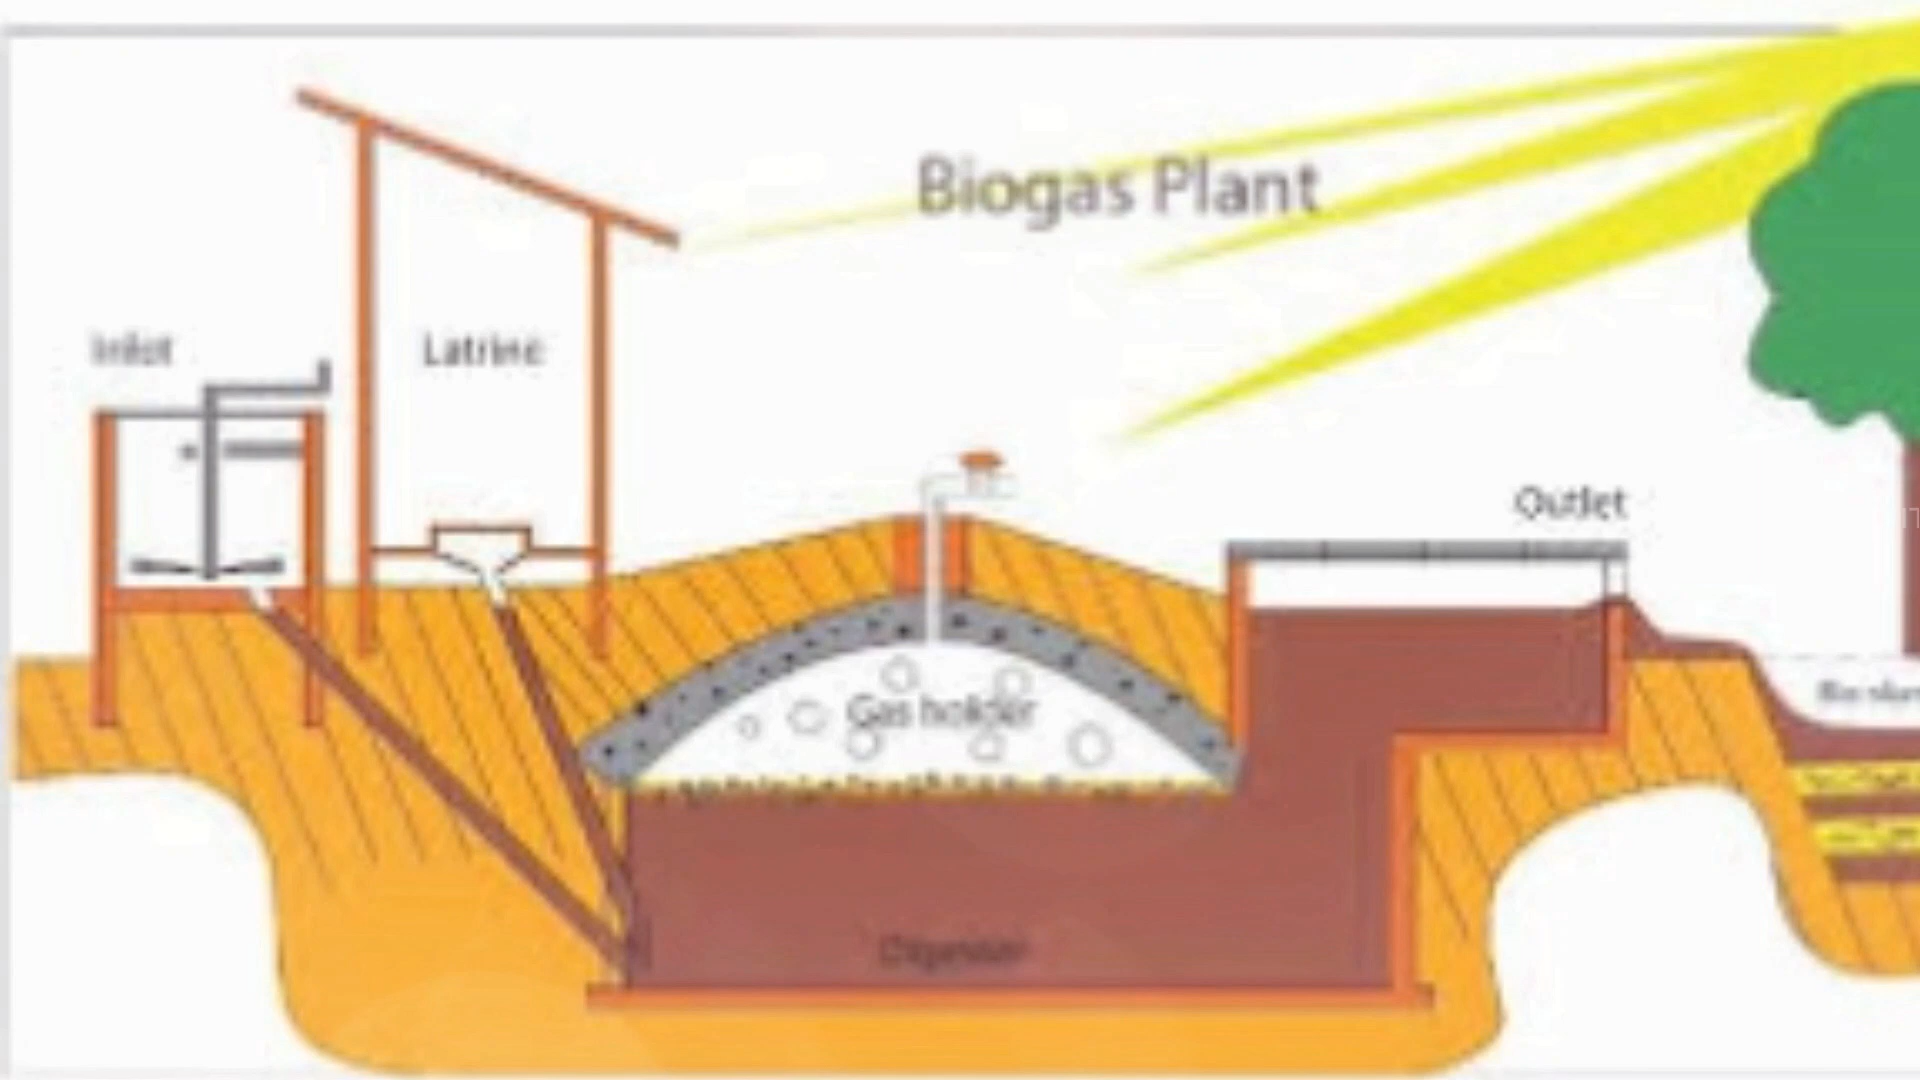 Biogas Plant
Inlet
Latrine
Outlet
Gas holder
Digester